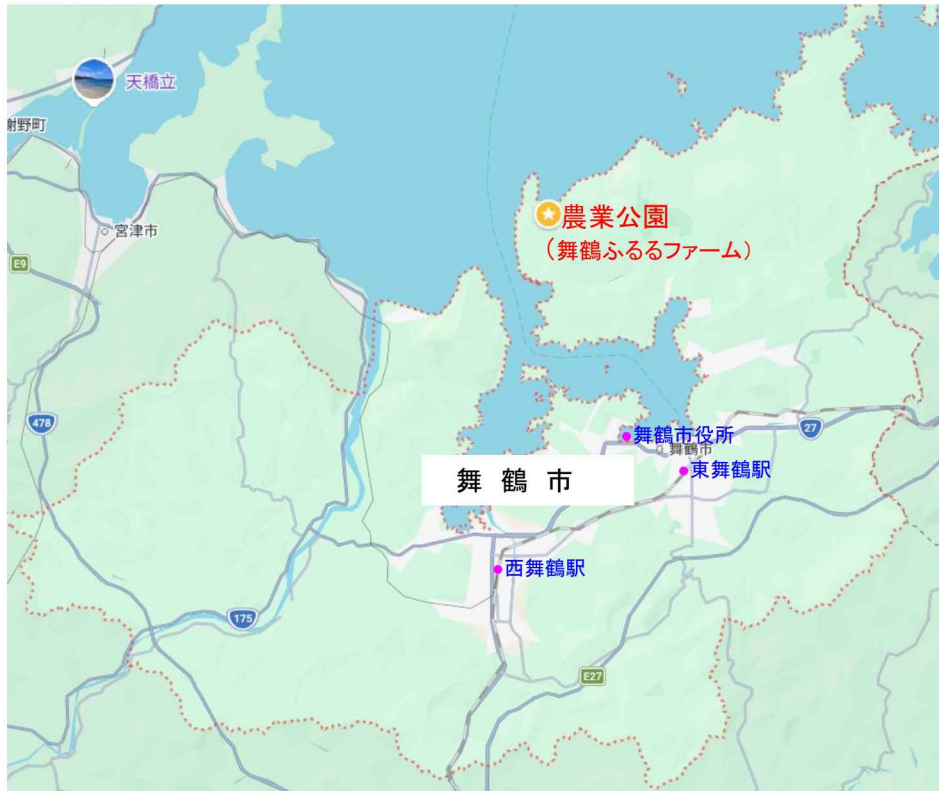 天橋立
謝野町
宮津市
農業公園
（舞鶴ふるるファーム）
E9
478
舞鶴市役所
27
舞鶴市
東舞鶴駅
舞 鶴 市
西舞鶴駅
175
E27